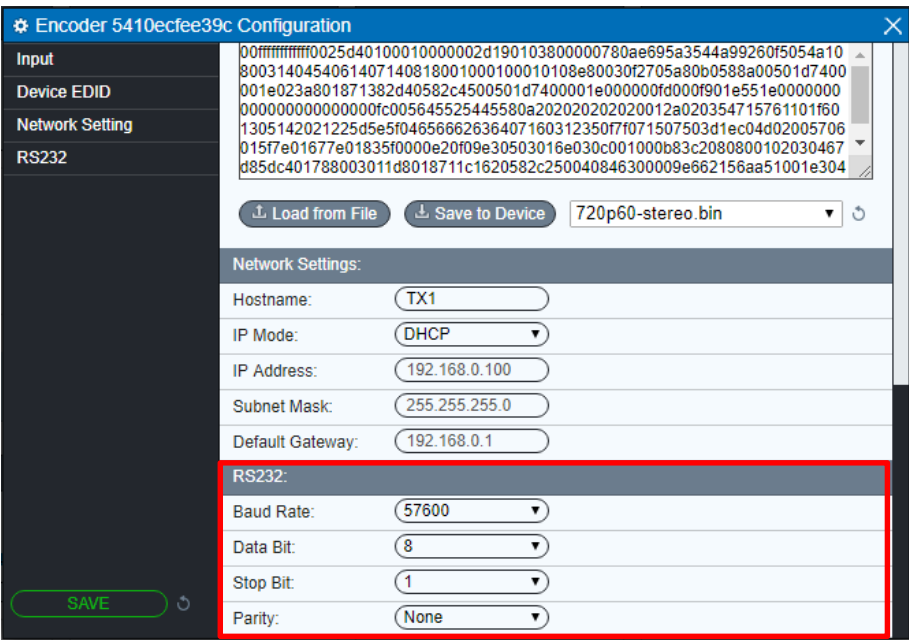 Encoder 5410ecfee39c Configuration
Input
Device EDID
Network Setting
RS232
SAVE
00ffffffffffff0025d40100010000002d190103800000780ae695a3544a99260f5054a10
8003140454061407140818001000100010108e80030f2705a80b0588a00501d7400
001e023a801871382d40582c4500501d7400001e000000fd000f901e551e0000000
000000000000000fc005645525445580a202020202020012a020354715761101f60
1305142021225d5e5f04656662636407160312350f7f071507503d1ec04d02005706
015f7e01677e01835f0000e20f09e30503016e030c001000b83c2080800102030467
d85dc401788003011d8018711c1620582c250040846300009e662156aa51001e304
Load from File
Save to Device
720p60-stereo.bin
Network Settings:
Hostname: TX1
IP Mode: DHCP
IP Address: 192.168.0.100
Subnet Mask: 255.255.255.0
Default Gateway: 192.168.0.1
RS232:
Baud Rate: 57600
Data Bit: 8
Stop Bit: 1
Parity: None